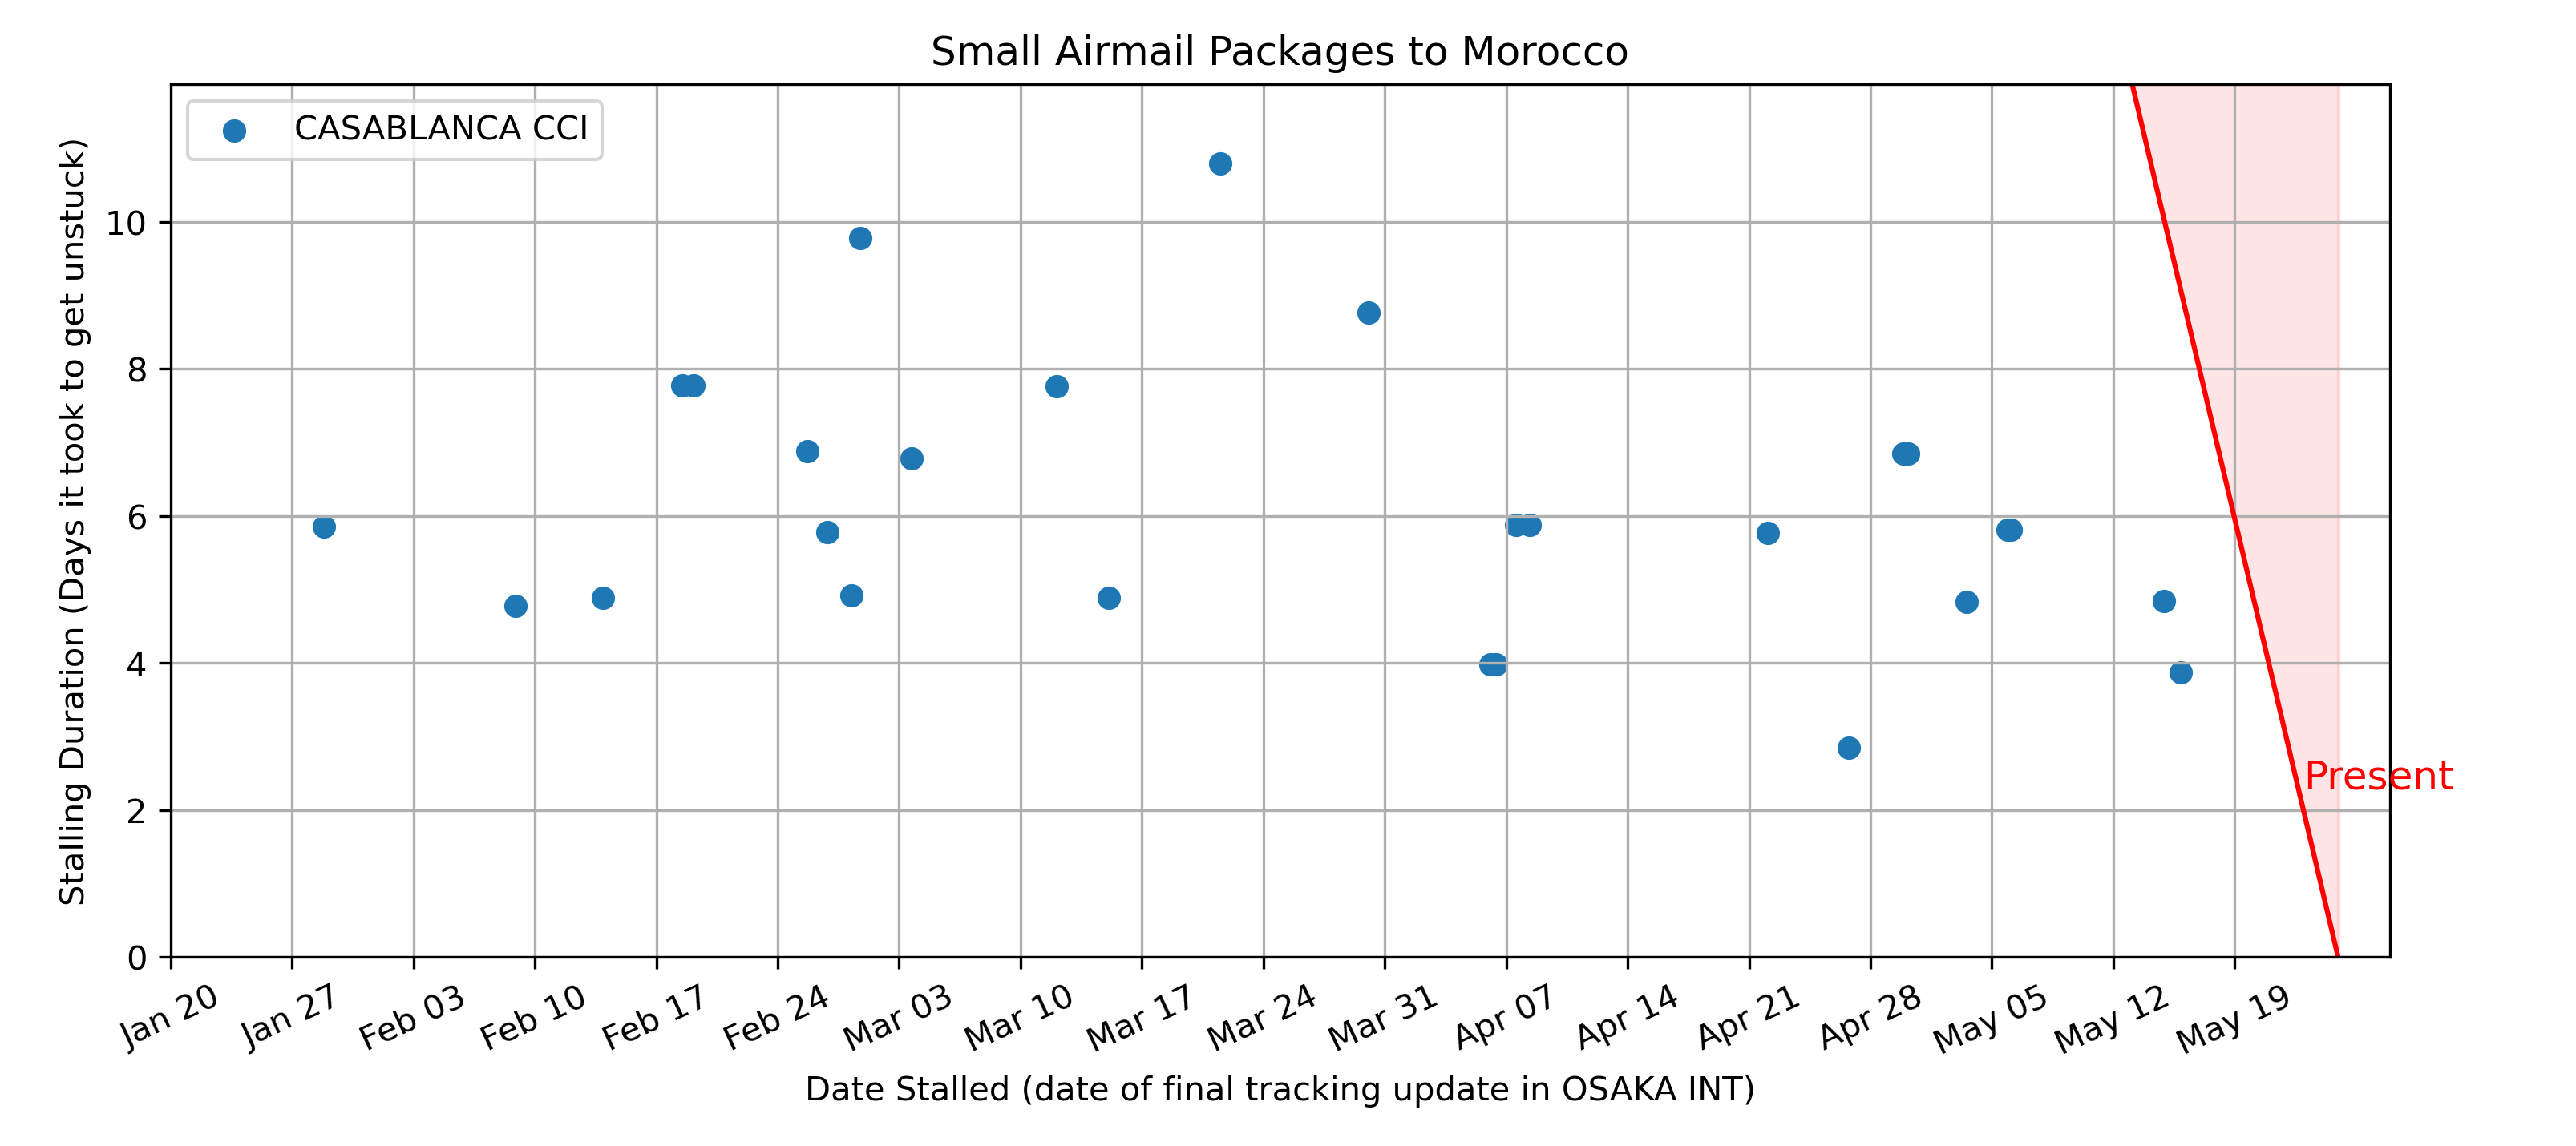 Small Airmail Packages to Morocco
CASABLANCA CCI
Stalling Duration (Days it took to get unstuck)
10
8
6
4
2
0
Present
Jan 20
Jan 27
Feb 03
Feb 10
Feb 17
Feb 24
Mar 03
Mar 10
Mar 17
Mar 24
Mar 31
Apr 07
Apr 14
Apr 21
Apr 28
May 05
May 12
May 19
Date Stalled (date of final tracking update in OSAKA INT)